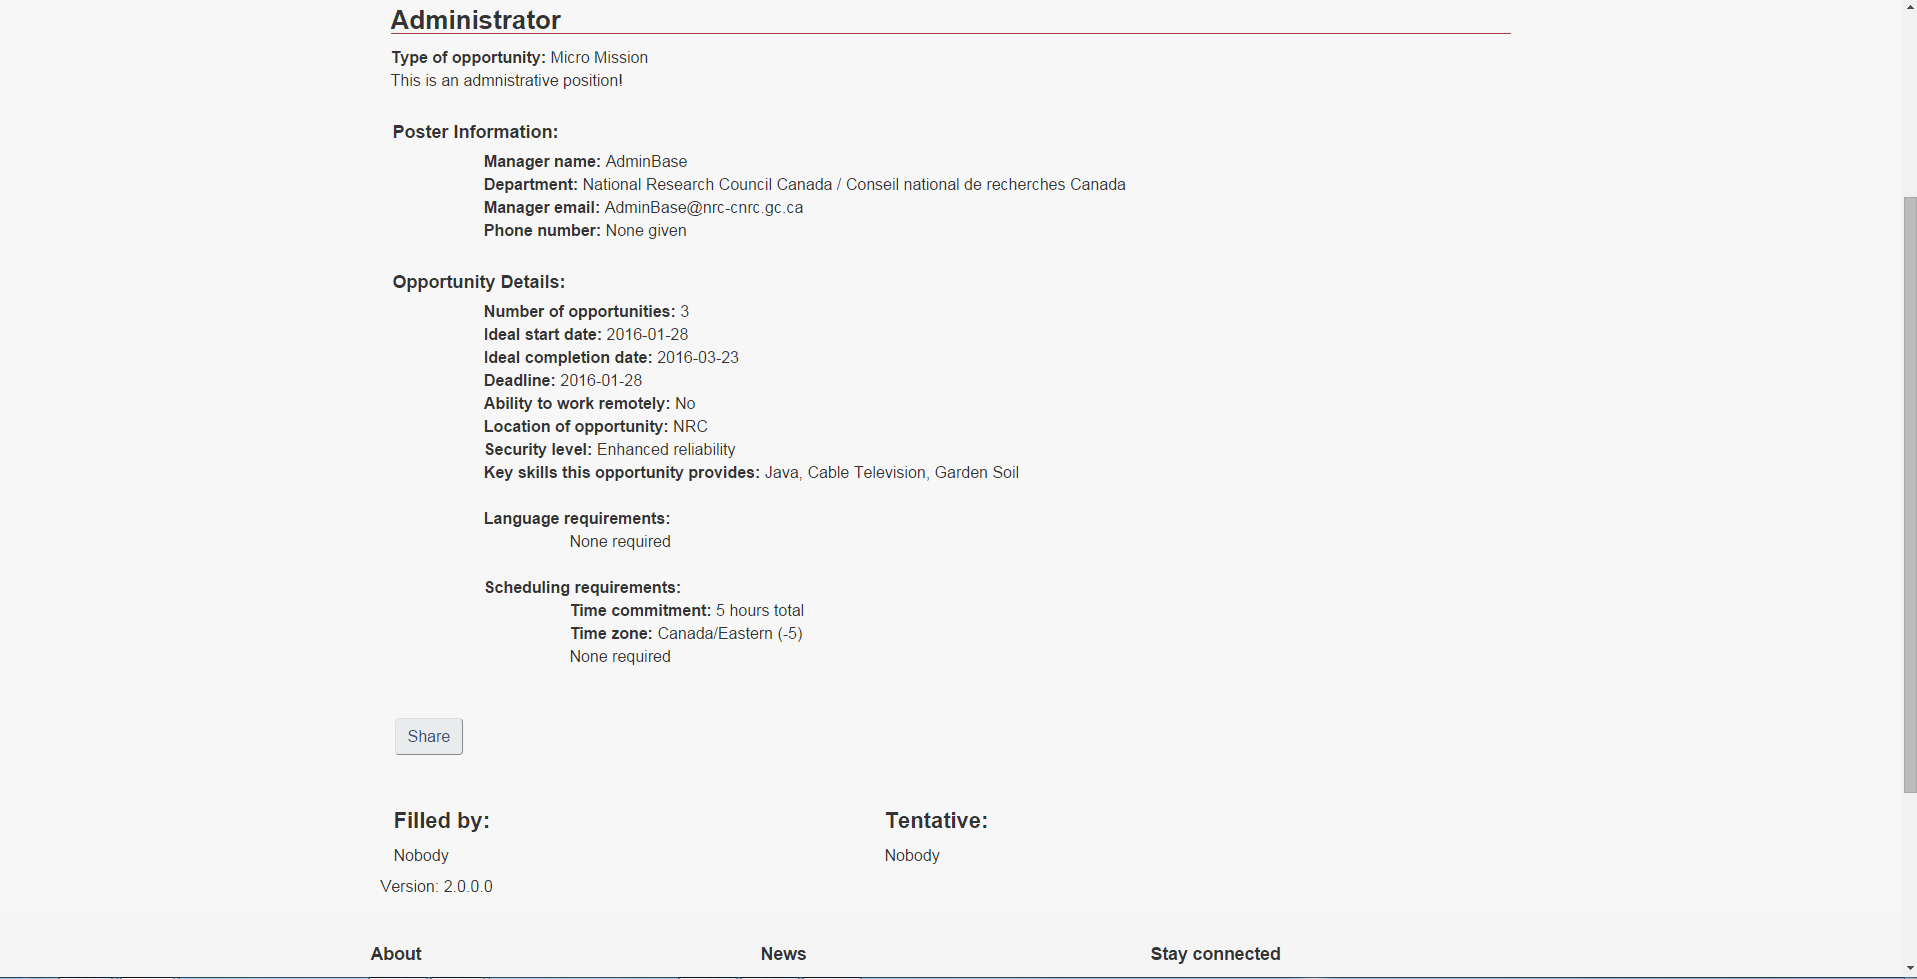 Administrator
Type of opportunity: Micro Mission
This is an admnistrative position!
Poster Information:
Manager name: AdminBase
Department: National Research Council Canada / Conseil national de recherches Canada
Manager email: AdminBase@nrc-cnrc.gc.ca
Phone number: None given
Opportunity Details:
Number of opportunities: 3
Ideal start date: 2016-01-28
Ideal completion date: 2016-03-23
Deadline: 2016-01-28
Ability to work remotely: No
Location of opportunity: NRC
Security level: Enhanced reliability
Key skills this opportunity provides: Java, Cable Television, Garden Soil
Language requirements:
None required
Scheduling requirements:
Time commitment: 5 hours total
Time zone: Canada/Eastern (-5)
None required
Share
Filled by: Tentative:
Nobody Nobody
Version: 2.0.0.0
About News Stay connected